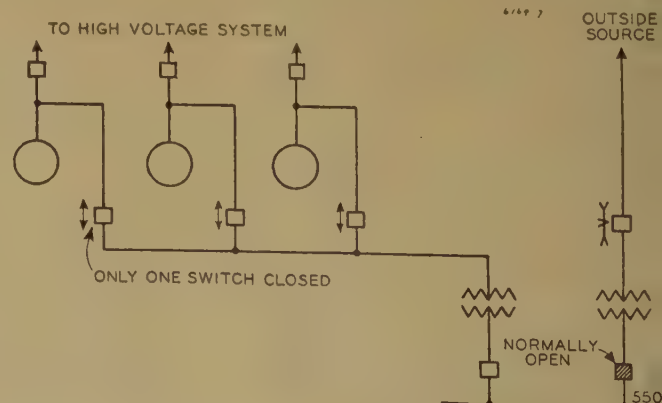 TO HIGH VOLTAGE SYSTEM
OUTSIDE
SOURCE
ONLY ONE SWITCH CLOSED
NORMALLY
OPEN
550